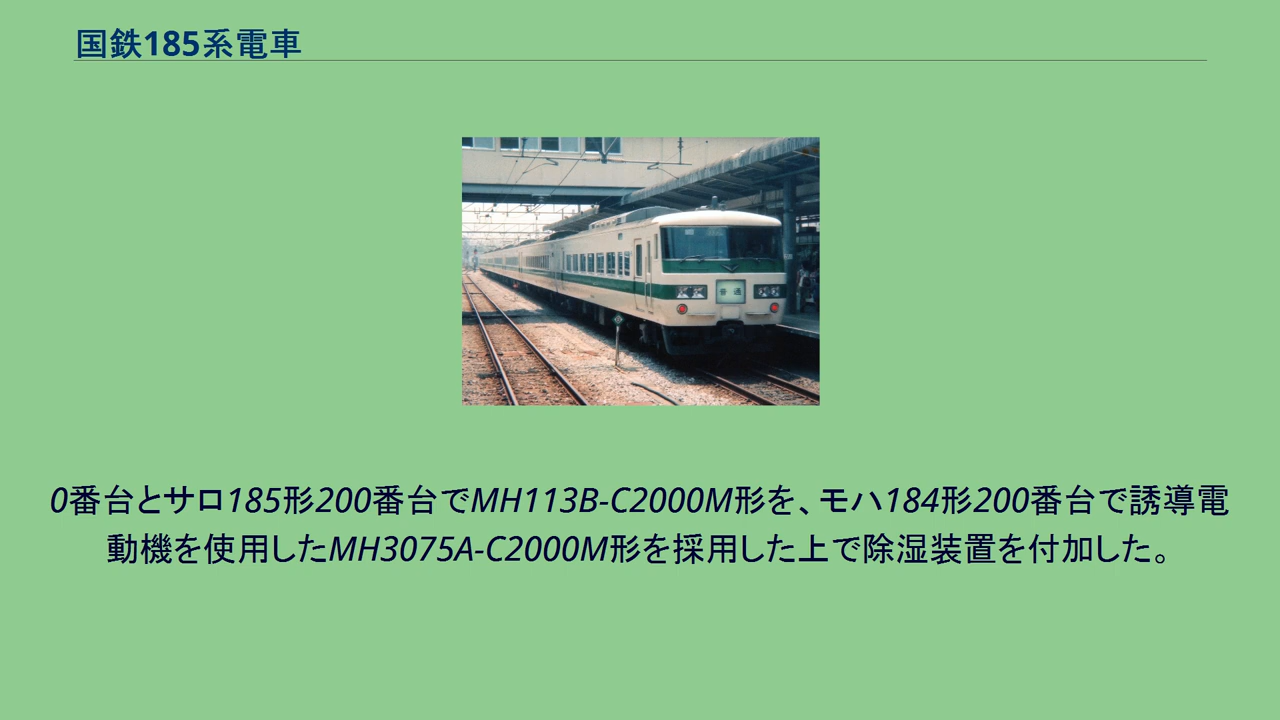 国鉄185系電車
普通
0番台とサロ185形200番台でMH113B-C2000M形を、モハ184形200番台で誘導電
動機を使用したMH3075A-C2000M形を採用した上で除湿装置を付加した。